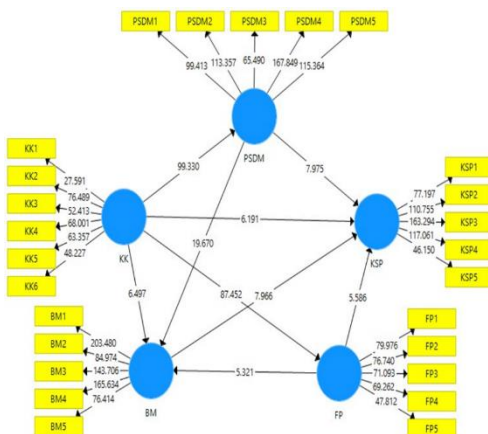 PSDM1 PSDM2 PSDM3 PSDM4 PSDM5
99.413 113.357 65.490 167.849 115.364
PSDM
99.330 7.975
KK1
KK2
KK3
KK4
KK5
KK6
27.591
76.489
52.413
68.001
63.357
48.227
KK
6.191
KSP
KSP1
KSP2
KSP3
KSP4
KSP5
77.197
110.755
163.294
117.061
46.150
19.670
6.497
7.966
87.452
5.586
BM1
BM2
BM3
BM4
BM5
203.480
84.974
143.706
165.634
76.414
BM
5.321
FP
79.976
76.740
71.093
69.262
47.812
FP1
FP2
FP3
FP4
FP5